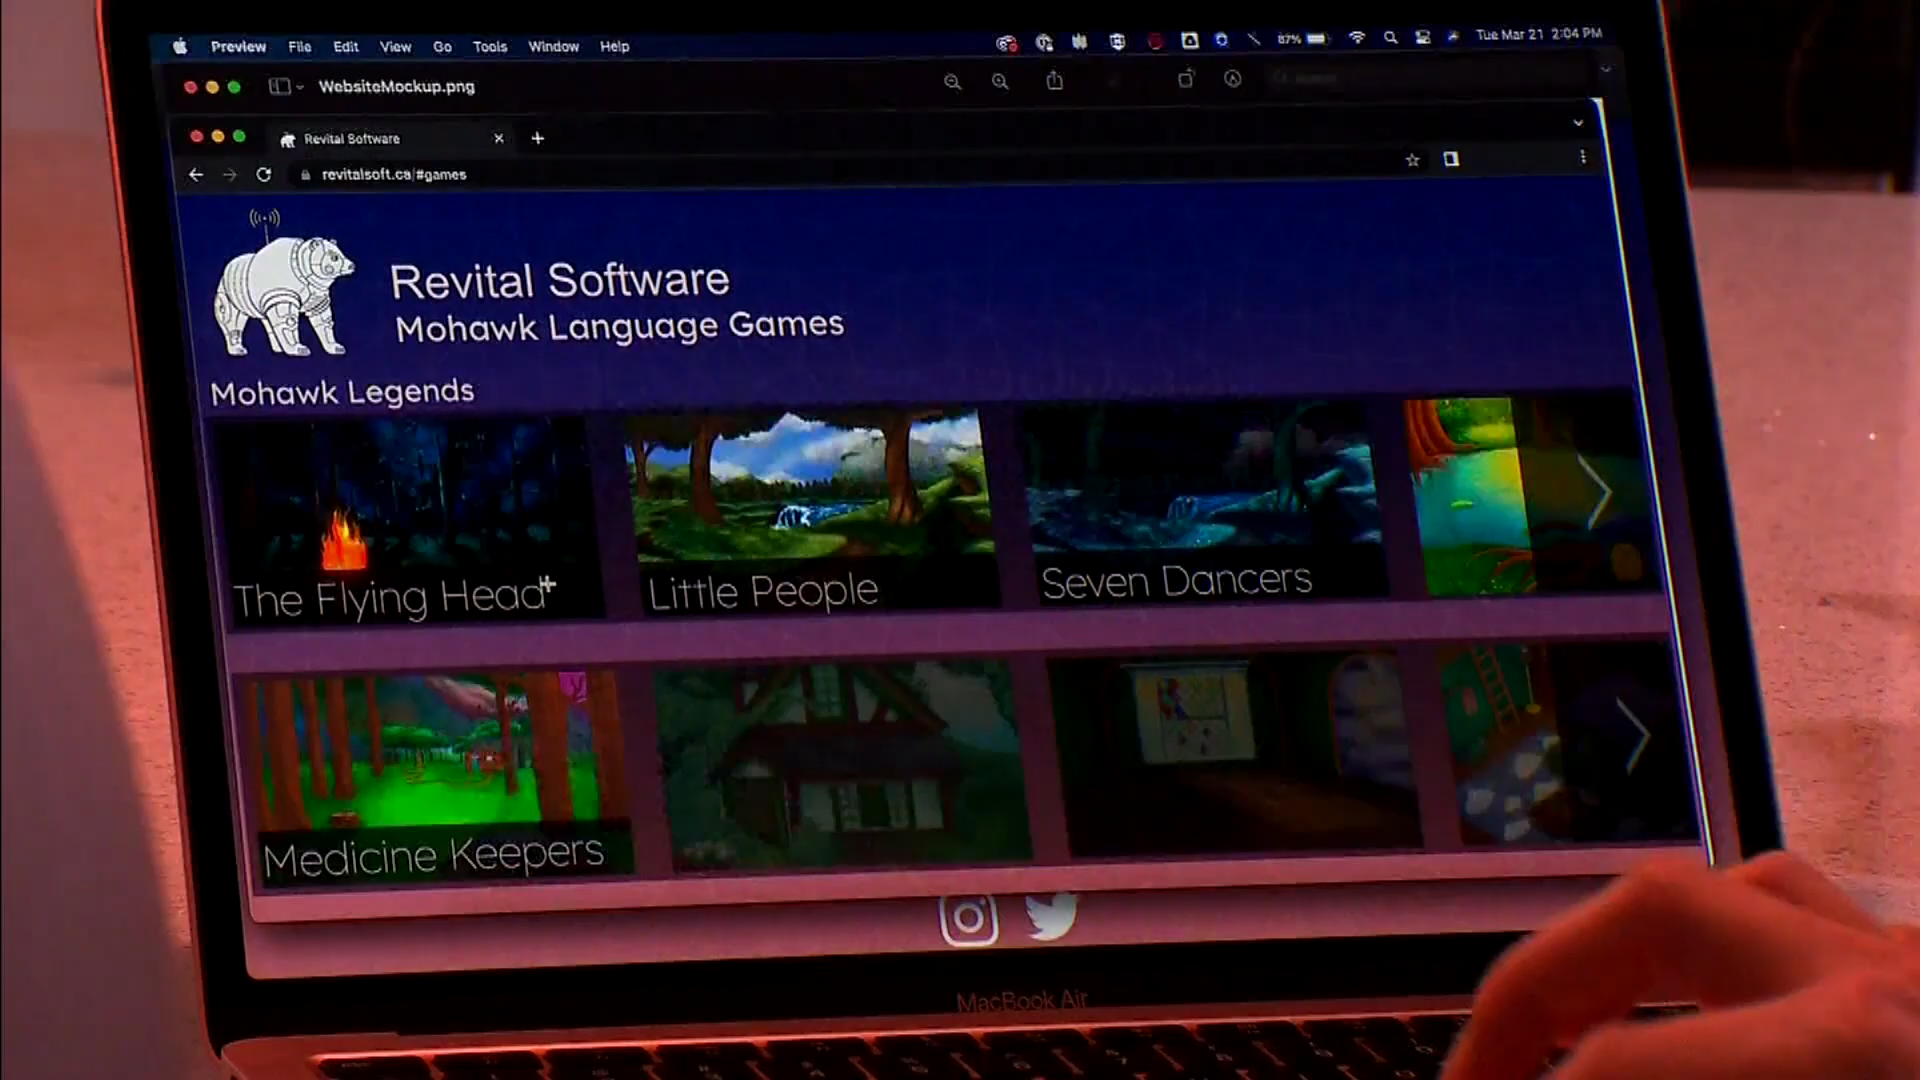 Preview File Edit View Go Tools Window Help 87% Tue Mar 21 2:04 PM
WebsiteMockup.png
Revital Software
revitalsoft.ca/#games
Revital Software
Mohawk Language Games
Mohawk Legends
The Flying Head
Little People
Seven Dancers
Medicine Keepers
MacBook Air